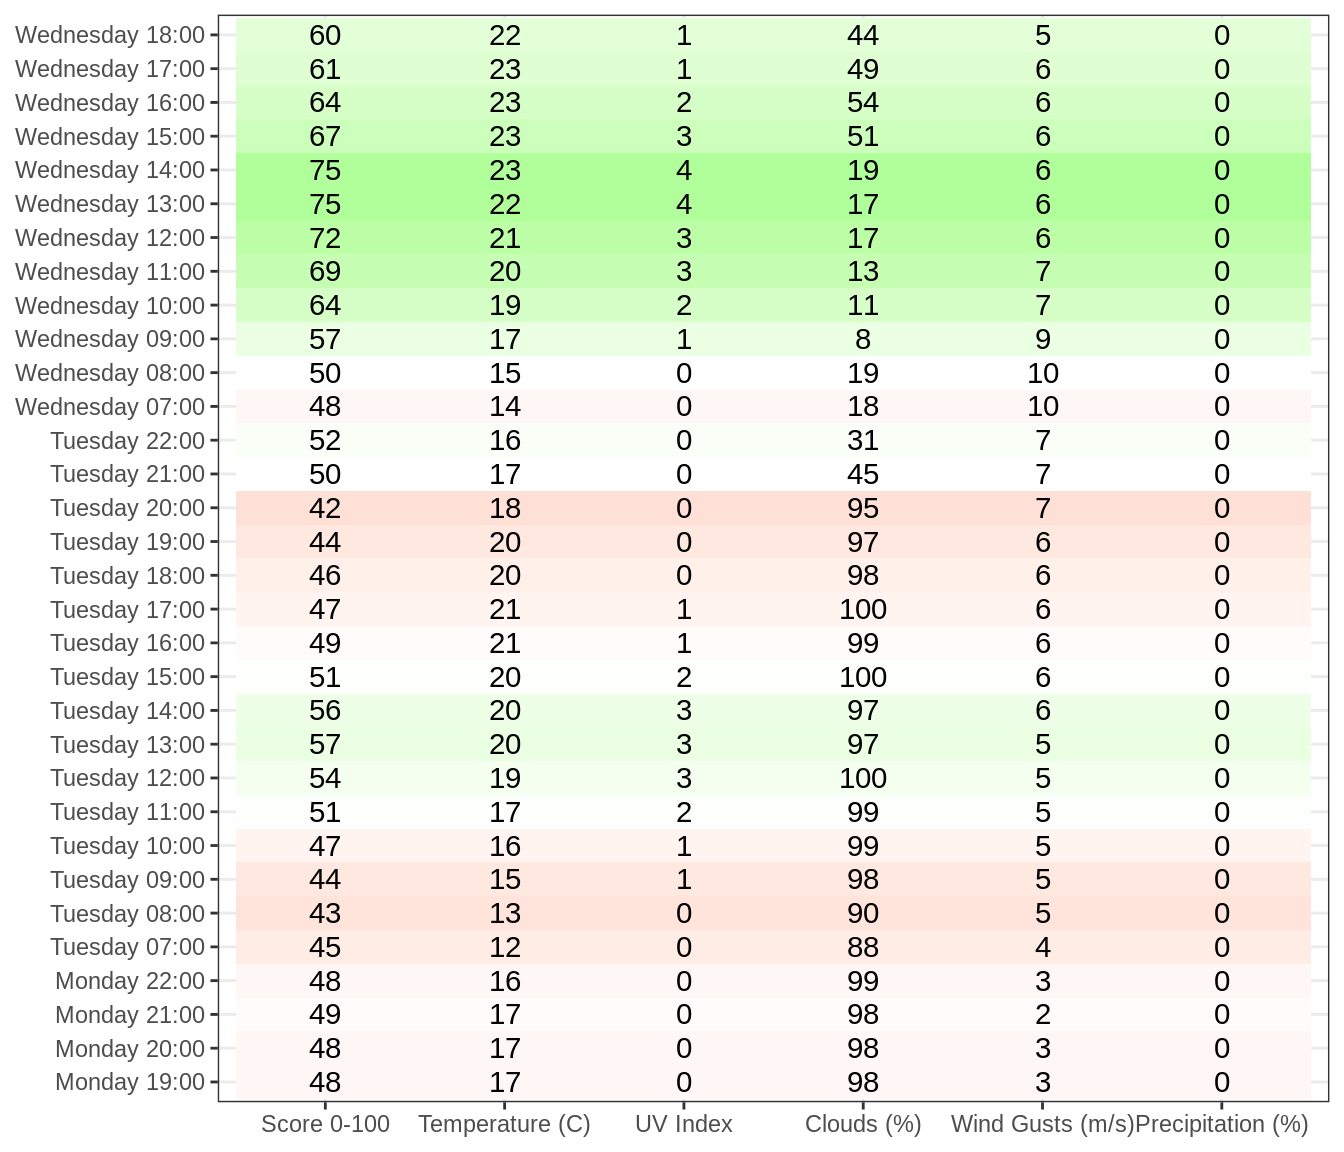 Wednesday 18:00 60 22 1 44 5 0
Wednesday 17:00 61 23 1 49 6 0
Wednesday 16:00 64 23 2 54 6 0
Wednesday 15:00 67 23 3 51 6 0
Wednesday 14:00 75 23 4 19 6 0
Wednesday 13:00 75 22 4 17 6 0
Wednesday 12:00 72 21 3 17 6 0
Wednesday 11:00 69 20 3 13 7 0
Wednesday 10:00 64 19 2 11 7 0
Wednesday 09:00 57 17 1 8 9 0
Wednesday 08:00 50 15 0 19 10 0
Wednesday 07:00 48 14 0 18 10 0
Tuesday 22:00 52 16 0 31 7 0
Tuesday 21:00 50 17 0 45 7 0
Tuesday 20:00 42 18 0 95 7 0
Tuesday 19:00 44 20 0 97 6 0
Tuesday 18:00 46 20 0 98 6 0
Tuesday 17:00 47 21 1 100 6 0
Tuesday 16:00 49 21 1 99 6 0
Tuesday 15:00 51 20 2 100 6 0
Tuesday 14:00 56 20 3 97 6 0
Tuesday 13:00 57 20 3 97 5 0
Tuesday 12:00 54 19 3 100 5 0
Tuesday 11:00 51 17 2 99 5 0
Tuesday 10:00 47 16 1 99 5 0
Tuesday 09:00 44 15 1 98 5 0
Tuesday 08:00 43 13 0 90 5 0
Tuesday 07:00 45 12 0 88 4 0
Monday 22:00 48 16 0 99 3 0
Monday 21:00 49 17 0 98 2 0
Monday 20:00 48 17 0 98 3 0
Monday 19:00 48 17 0 98 3 0
Score 0-100 Temperature (C) UV Index Clouds (%) Wind Gusts (m/s) Precipitation (%)